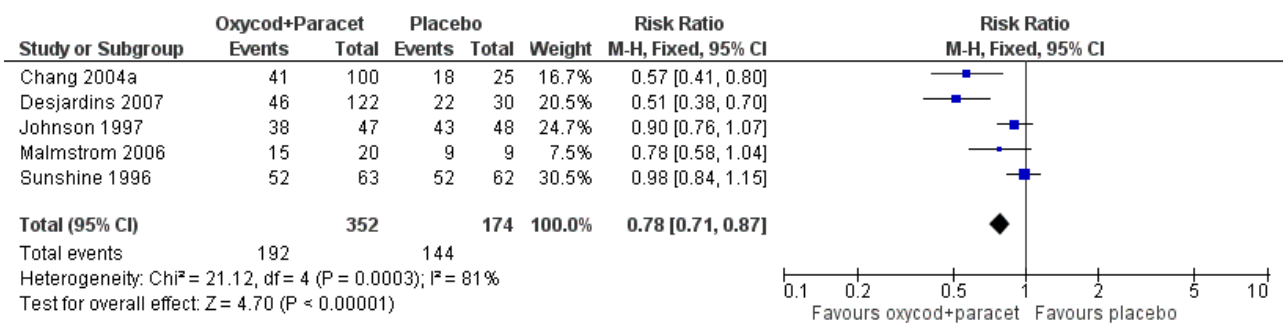 Oxycod+Paracet Placebo Risk Ratio Risk Ratio
Study or Subgroup Events Total Events Total Weight M-H, Fixed, 95% CI M-H, Fixed, 95% CI
Chang 2004a 41 100 18 25 16.7% 0.57 [0.41, 0.80]
Desjardins 2007 46 122 22 30 20.5% 0.51 [0.38, 0.70]
Johnson 1997 38 47 43 48 24.7% 0.90 [0.76, 1.07]
Malmstrom 2006 15 20 9 9 7.5% 0.78 [0.58, 1.04]
Sunshine 1996 52 63 52 62 30.5% 0.98 [0.84, 1.15]
Total (95% CI) 352 174 100.0% 0.78 [0.71, 0.87]
Total events 192 144
Heterogeneity: Chi² = 21.12, df = 4 (P = 0.0003); I² = 81%
Test for overall effect: Z = 4.70 (P < 0.00001)
0.1 0.2 0.5 1 2 5 10
Favours oxycod+paracet Favours placebo